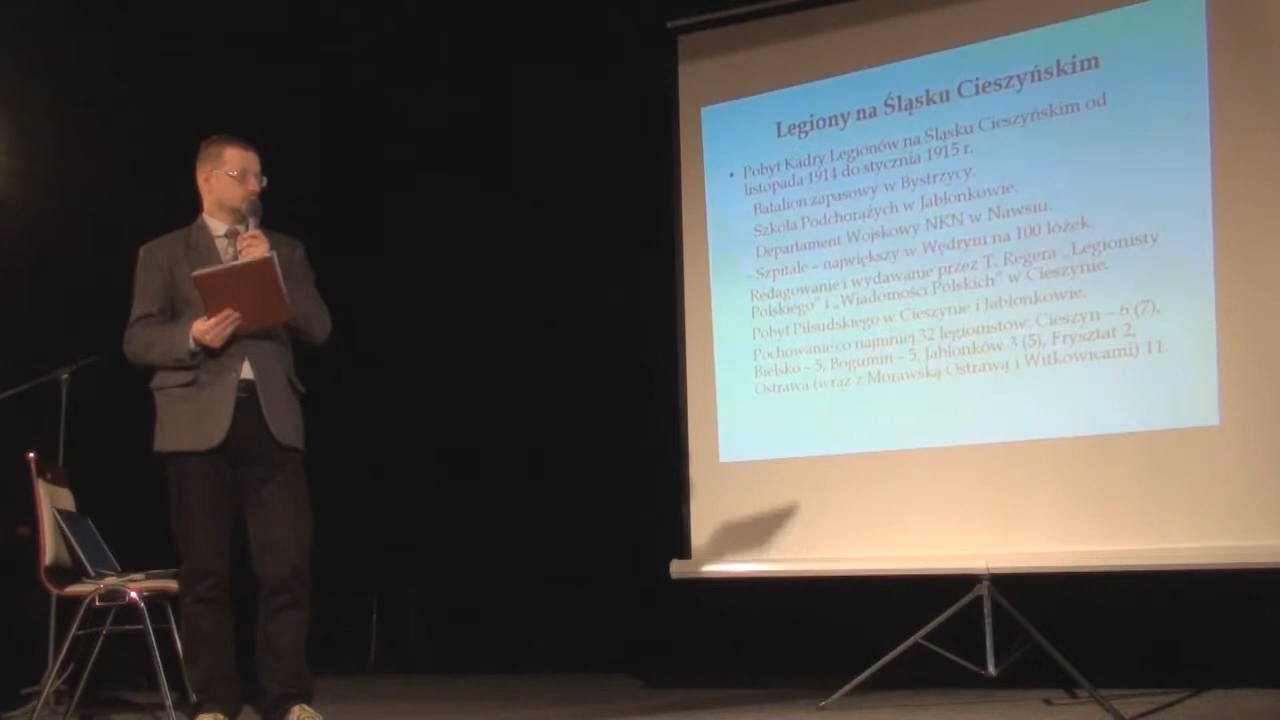 Legiony na Śląsku Cieszyńskim
• Pobyt Kadry Legionów na Śląsku Cieszyńskim od
listopada 1914 do stycznia 1915 r.
Batalion zapasowy w Bystrzycy.
Szkoła Podchorążych w Jabłonkowie.
Departament Wojskowy NKN w Nawsiu.
- Szpitale – największy w Wędryni na 100 łóżek.
Redagowanie i wydawanie przez T. Regera „Legionisty
Polskiego” i „Wiadomości Polskich” w Cieszynie.
Pobyt Piłsudskiego w Cieszynie i Jabłonkowie.
Pochowanie co najmniej 32 legionistów: Cieszyn – 6 (7),
Bielsko – 5, Bogumin – 5, Jabłonków 3 (5), Frysztat 2,
Ostrawa (wraz z Morawską Ostrawą i Witkowicami) 11.